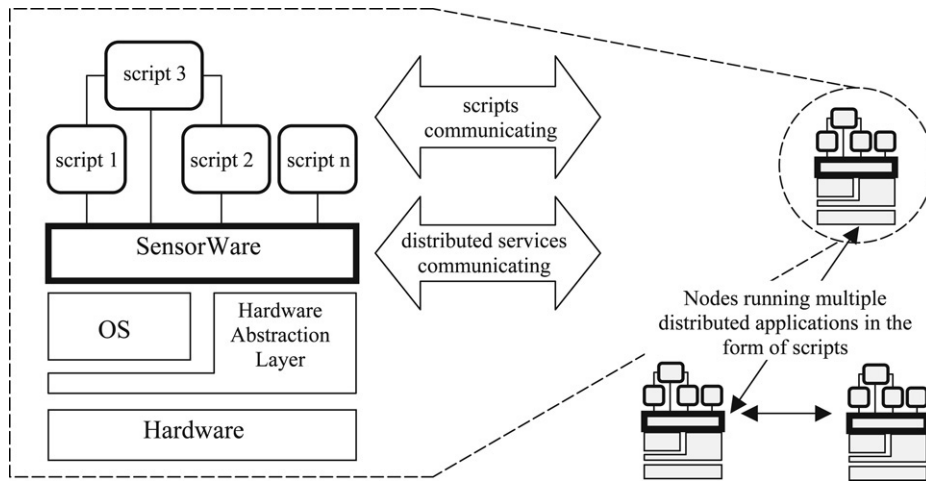 script 3
script 1
script 2
script n
SensorWare
OS
Hardware
Abstraction
Layer
Hardware
scripts
communicating
distributed services
communicating
Nodes running multiple
distributed applications in the
form of scripts